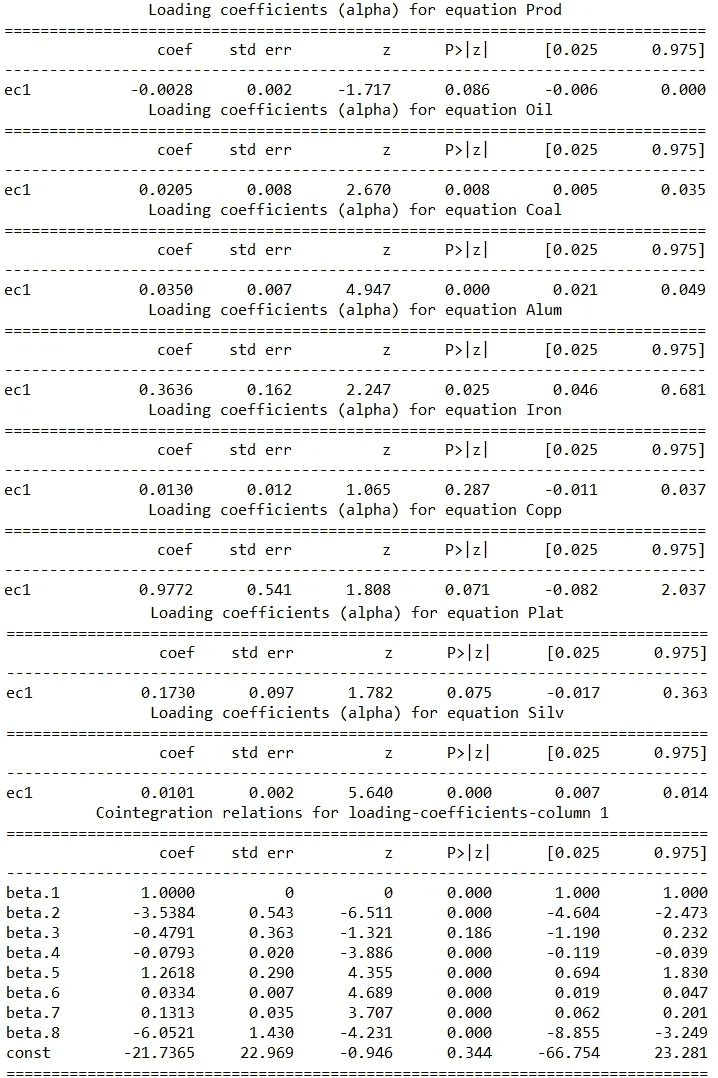 Loading coefficients (alpha) for equation Prod
==============================================================================
                 coef    std err          z      P>|z|      [0.025      0.975]
------------------------------------------------------------------------------
ec1           -0.0028      0.002     -1.717      0.086      -0.006       0.000
Loading coefficients (alpha) for equation Oil
==============================================================================
                 coef    std err          z      P>|z|      [0.025      0.975]
------------------------------------------------------------------------------
ec1            0.0205      0.008      2.670      0.008       0.005       0.035
Loading coefficients (alpha) for equation Coal
==============================================================================
                 coef    std err          z      P>|z|      [0.025      0.975]
------------------------------------------------------------------------------
ec1            0.0350      0.007      4.947      0.000       0.021       0.049
Loading coefficients (alpha) for equation Alum
==============================================================================
                 coef    std err          z      P>|z|      [0.025      0.975]
------------------------------------------------------------------------------
ec1            0.3636      0.162      2.247      0.025       0.046       0.681
Loading coefficients (alpha) for equation Iron
==============================================================================
                 coef    std err          z      P>|z|      [0.025      0.975]
------------------------------------------------------------------------------
ec1            0.0130      0.012      1.065      0.287      -0.011       0.037
Loading coefficients (alpha) for equation Copp
==============================================================================
                 coef    std err          z      P>|z|      [0.025      0.975]
------------------------------------------------------------------------------
ec1            0.9772      0.541      1.808      0.071      -0.082       2.037
Loading coefficients (alpha) for equation Plat
==============================================================================
                 coef    std err          z      P>|z|      [0.025      0.975]
------------------------------------------------------------------------------
ec1            0.1730      0.097      1.782      0.075      -0.017       0.363
Loading coefficients (alpha) for equation Silv
==============================================================================
                 coef    std err          z      P>|z|      [0.025      0.975]
------------------------------------------------------------------------------
ec1            0.0101      0.002      5.640      0.000       0.007       0.014
Cointegration relations for loading-coefficients-column 1
==============================================================================
                 coef    std err          z      P>|z|      [0.025      0.975]
------------------------------------------------------------------------------
beta.1         1.0000          0          0      0.000       1.000       1.000
beta.2        -3.5384      0.543     -6.511      0.000      -4.604      -2.473
beta.3        -0.4791      0.363     -1.321      0.186      -1.190       0.232
beta.4        -0.0793      0.020     -3.886      0.000      -0.119      -0.039
beta.5         1.2618      0.290      4.355      0.000       0.694       1.830
beta.6         0.0334      0.007      4.689      0.000       0.019       0.047
beta.7         0.1313      0.035      3.707      0.000       0.062       0.201
beta.8        -6.0521      1.430     -4.231      0.000      -8.855      -3.249
const        -21.7365     22.969     -0.946      0.344     -66.754      23.281
==============================================================================